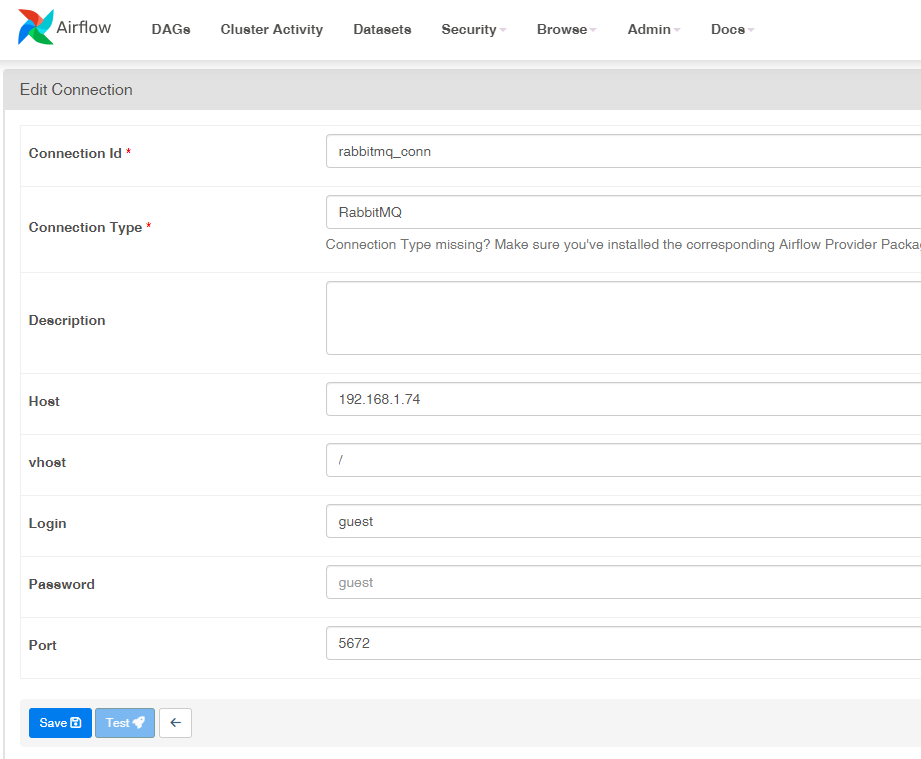 Airflow DAGs Cluster Activity Datasets Security Browse Admin Docs
Edit Connection
Connection Id * rabbitmq_conn
Connection Type * RabbitMQ
Connection Type missing? Make sure you've installed the corresponding Airflow Provider Packa
Description
Host 192.168.1.74
vhost /
Login guest
Password guest
Port 5672
Save Test ←